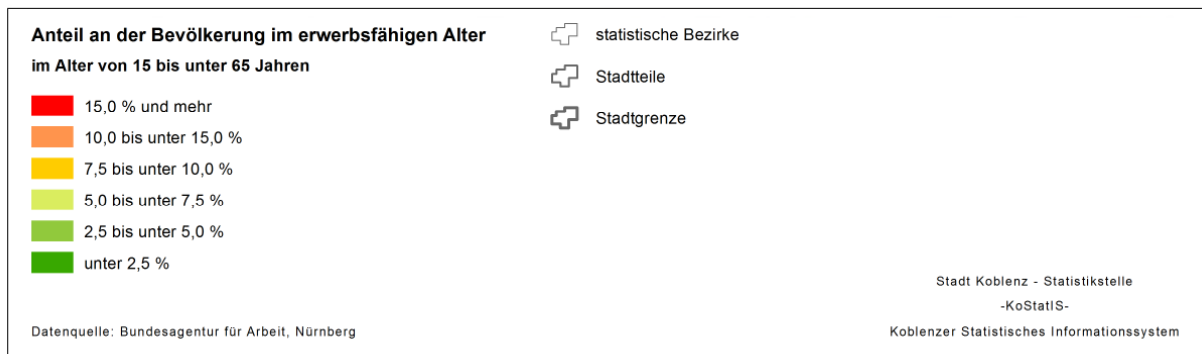 Anteil an der Bevölkerung im erwerbsfähigen Alter
im Alter von 15 bis unter 65 Jahren
15,0 % und mehr
10,0 bis unter 15,0 %
7,5 bis unter 10,0 %
5,0 bis unter 7,5 %
2,5 bis unter 5,0 %
unter 2,5 %
Datenquelle: Bundesagentur für Arbeit, Nürnberg
statistische Bezirke
Stadtteile
Stadtgrenze
Stadt Koblenz - Statistikstelle
-KoStatIS-
Koblenzer Statistisches Informationssystem